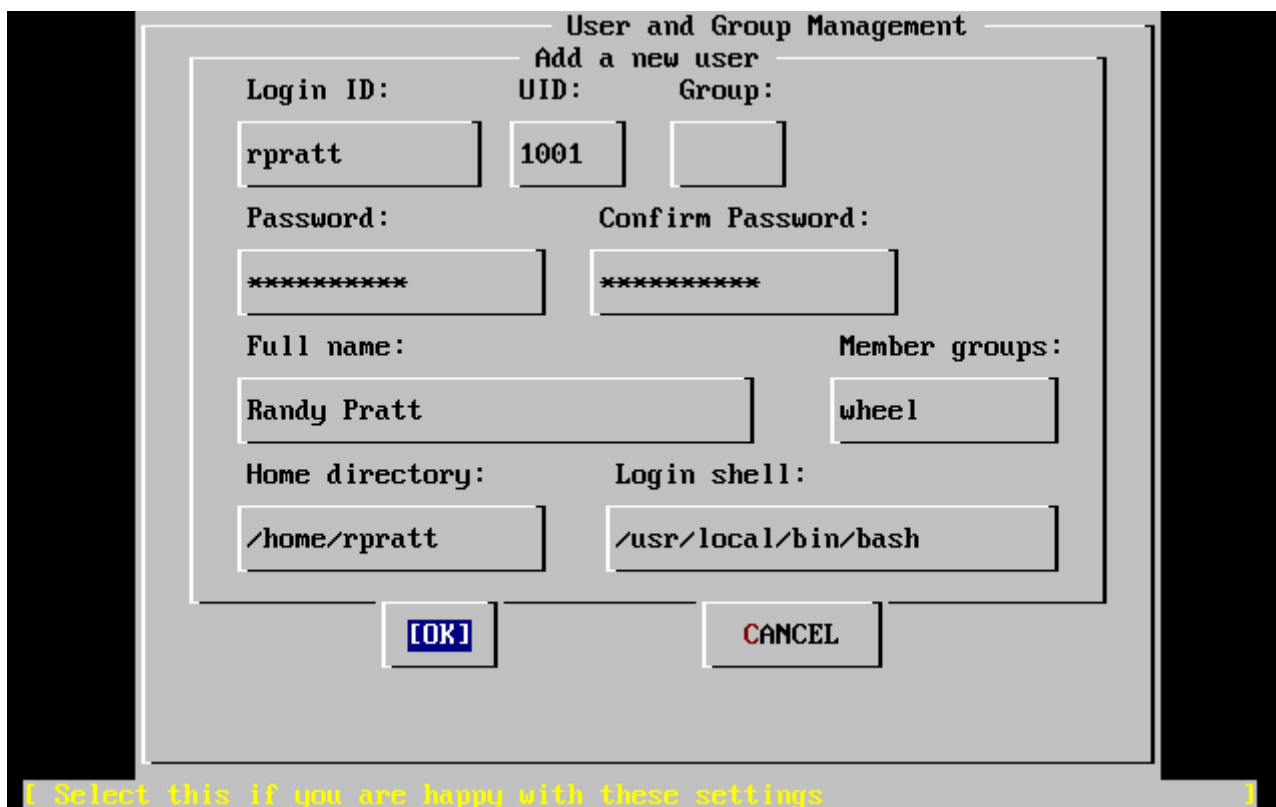 User and Group Management
Add a new user
Login ID: UID: Group:
rpratt 1001
Password: Confirm Password:
********** **********
Full name: Member groups:
Randy Pratt wheel
Home directory: Login shell:
/home/rpratt /usr/local/bin/bash
[OK] CANCEL
[ Select this if you are happy with these settings ]